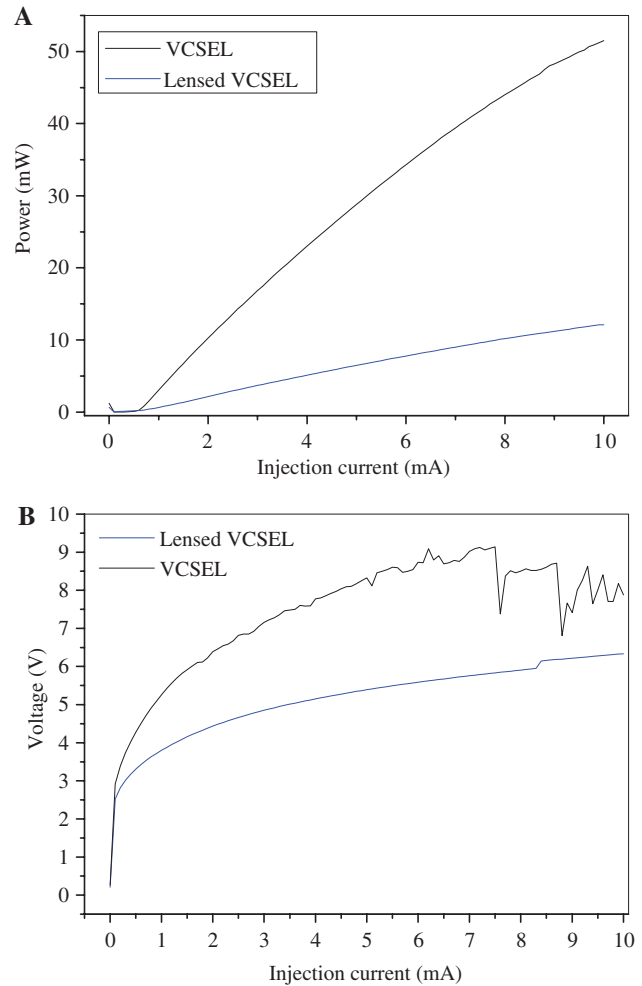 A
VCSEL
Lensed VCSEL
Power (mW)
50
40
30
20
10
0
0 2 4 6 8 10
Injection current (mA)
B
Lensed VCSEL
VCSEL
Voltage (V)
10
9
8
7
6
5
4
3
2
1
0
0 1 2 3 4 5 6 7 8 9 10
Injection current (mA)